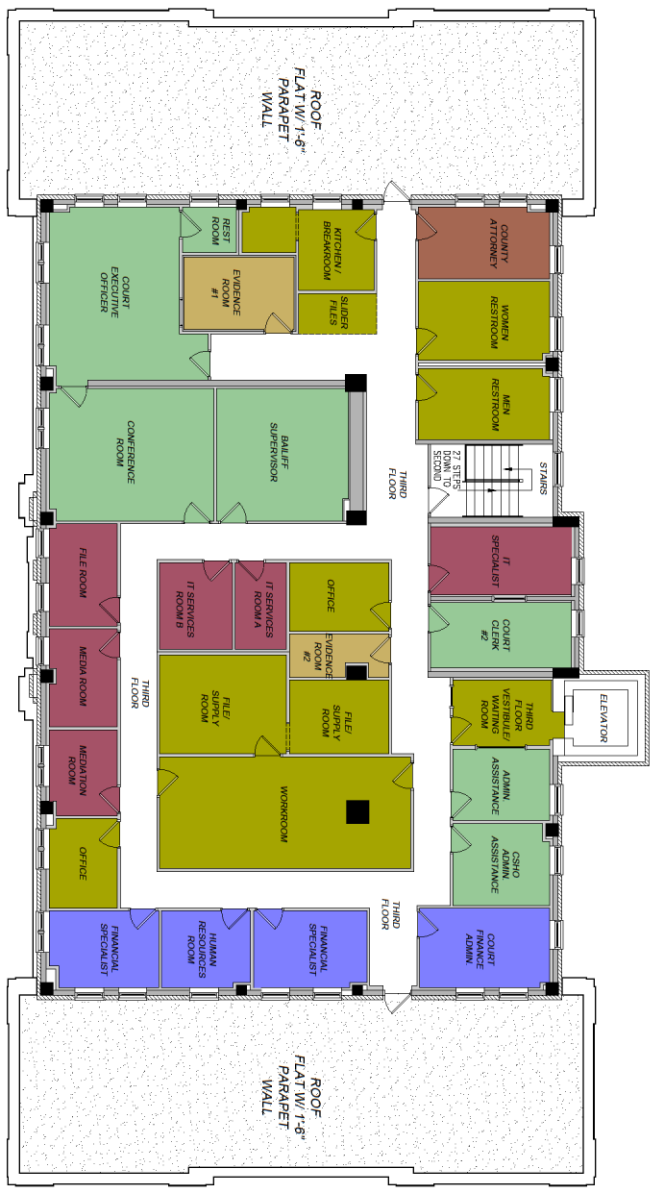 ROOF
FLAT W/ 1'-6"
PARAPET
WALL
COUNTY
ATTORNEY
KITCHEN /
BREAKROOM
REST
ROOM
EVIDENCE
ROOM
#1
SLIDER
FILES
COURT
EXECUTIVE
OFFICER
WOMEN
RESTROOM
MEN
RESTROOM
BAILIFF
SUPERVISOR
CONFERENCE
ROOM
THIRD
FLOOR
STAIRS
27 STEPS
DOWN TO
SECOND
IT
SPECIALIST
OFFICE
IT SERVICES
ROOM A
IT SERVICES
ROOM B
FILE ROOM
COURT
CLERK
#2
EVIDENCE
ROOM
#2
MEDIA ROOM
THIRD
FLOOR
ELEVATOR
THIRD
FLOOR
VESTIBULE/
WAITING
ROOM
FILE/
SUPPLY
ROOM
FILE/
SUPPLY
ROOM
MEDIATION
ROOM
ADMIN
ASSISTANCE
WORKROOM
OFFICE
CSHO
ADMIN.
ASSISTANCE
THIRD
FLOOR
COURT
FINANCE
ADMIN.
FINANCIAL
SPECIALIST
HUMAN
RESOURCES
ROOM
FINANCIAL
SPECIALIST
ROOF
FLAT W/ 1'-6"
PARAPET
WALL